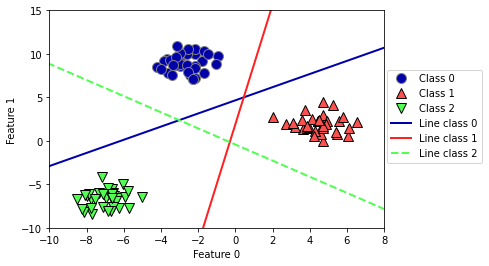 15
10
5
0
−5
−10
Feature 1
−10 −8 −6 −4 −2 0 2 4 6 8
Feature 0
Class 0
Class 1
Class 2
Line class 0
Line class 1
Line class 2